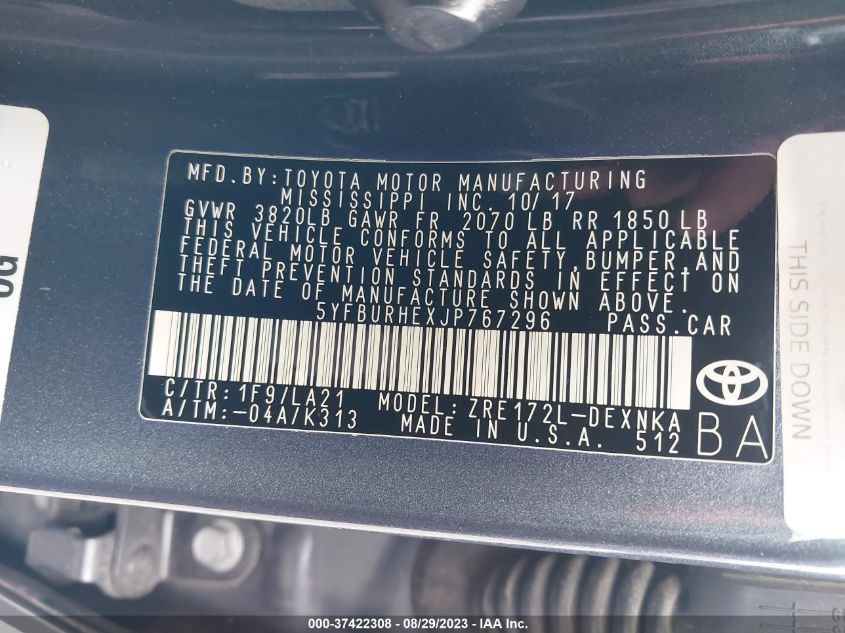 MFD. BY: TOYOTA MOTOR MANUFACTURING
MISSISSIPPI INC. 10/17
GVWR 3820LB GAWR FR 2070 LB RR 1850 LB
THIS VEHICLE CONFORMS TO ALL APPLICABLE
FEDERAL MOTOR VEHICLE SAFETY, BUMPER, AND
THEFT PREVENTION STANDARDS IN EFFECT ON
THE DATE OF MANUFACTURE SHOWN ABOVE.
5YFBURHEXJP767296 PASS. CAR
C/TR: 1F9/LA21 MODEL: ZRE172L-DEXNKA
A/TM: -04A/K313 MADE IN U.S.A. 512
BA
THIS SIDE DOWN
000-37422308 - 08/29/2023 - © IAA Inc.